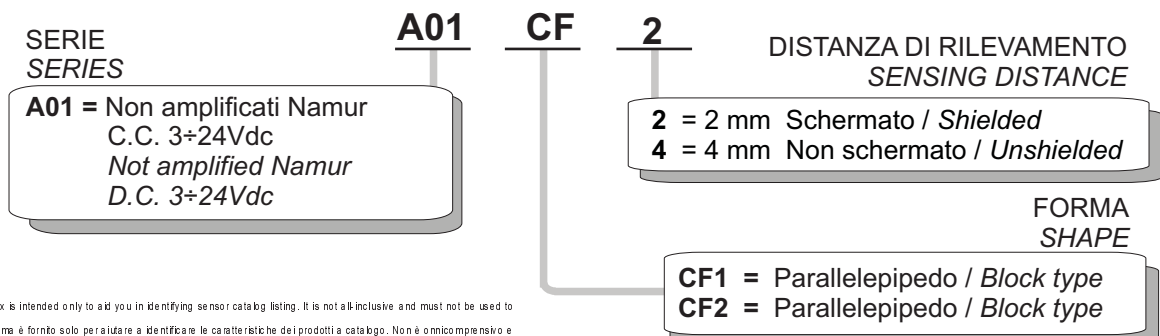 A01 CF 2
SERIE
SERIES
A01 = Non amplificati Namur
C.C. 3÷24Vdc
Not amplified Namur
D.C. 3÷24Vdc
DISTANZA DI RILEVAMENTO
SENSING DISTANCE
2 = 2 mm Schermato / Shielded
4 = 4 mm Non schermato / Unshielded
FORMA
SHAPE
CF1 = Parallelepipedo / Block type
CF2 = Parallelepipedo / Block type
is intended only to aid you in identifying sensor catalog listing. It is not all-inclusive and must not be used to
è fornito solo per aiutare a identificare le caratteristiche dei prodotti a catalogo. Non è onnicomprensivo e